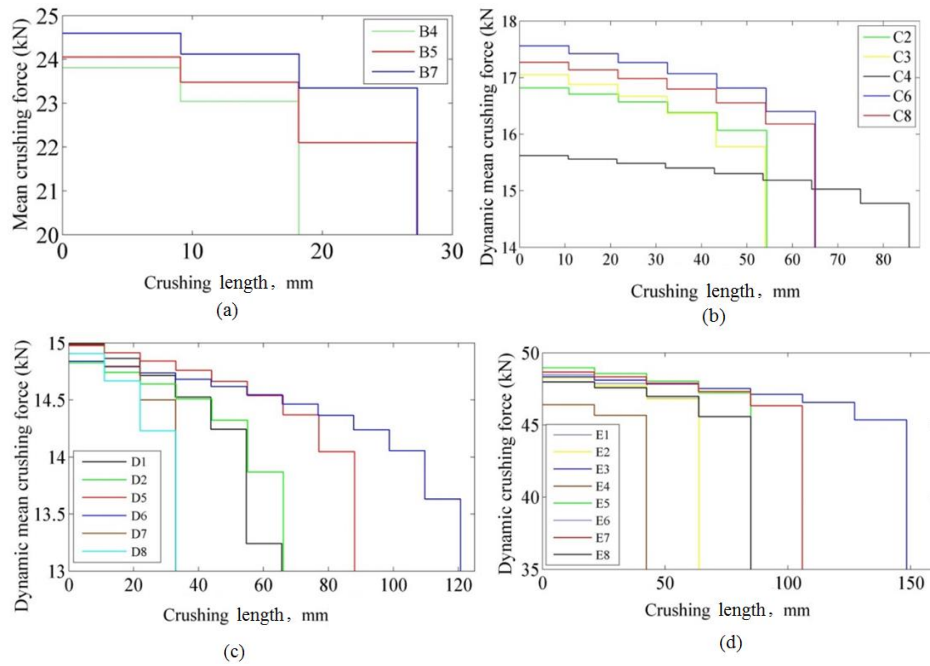 25
24
23
22
21
20
Mean crushing force (kN)
B4
B5
B7
0 10 20 30
Crushing length, mm
(a)
18
17
16
15
14
Dynamic mean crushing force (kN)
C2
C3
C4
C6
C8
0 10 20 30 40 50 60 70 80
Crushing length, mm
(b)
15
14.5
14
13.5
13
Dynamic mean crushing force (kN)
D1
D2
D5
D6
D7
D8
0 20 40 60 80 100 120
Crushing length, mm
(c)
50
45
40
35
Dynamic crushing force (kN)
E1
E2
E3
E4
E5
E6
E7
E8
0 50 100 150
Crushing length, mm
(d)